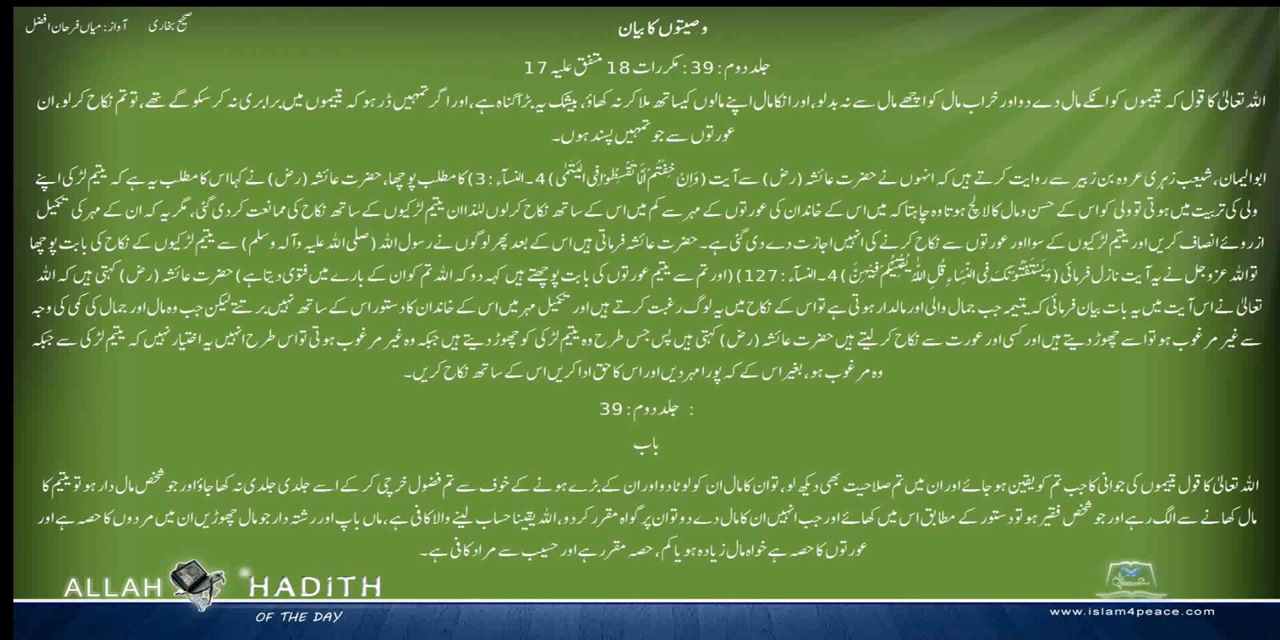 وصیتوں کا بیان
صحیح بخاری
آواز: میاں فرحان افضل
جلد دوم: 39: مکررات 18 متفق علیہ 17
اللہ تعالیٰ کا قول کہ یتیموں کو انکے مال دے دو اور خراب مال کو اچھے مال سے نہ بدلو، اور انکا مال اپنے مالوں کیساتھ ملا کر نہ کھاؤ، بیشک یہ بڑا گناہ ہے، اور اگر تمہیں ڈر ہو کہ یتیموں میں برابری نہ کر سکو گے تھے، تو تم نکاح کر لو، ان
عورتوں سے جو تمہیں پسند ہوں۔
ابوالیمان، شعیب زہری عروہ بن زبیر سے روایت کرتے ہیں کہ انہوں نے حضرت عائشہ (رض) سے آیت (وَاِنْ خِفْتُمْ اَلَّا تُقْسِطُوْا فِي الْيَتٰمٰى) 4۔ النسآء : 3) کا مطلب پوچھا، حضرت عائشہ (رض) نے کہا اس کا مطلب یہ ہے کہ یتیم لڑکی اپنے
ولی کی تربیت میں ہوتی تو ولی کو اس کے حسن و مال کا لالچ ہوتا وہ چاہتا کہ میں اس کے خاندان کی عورتوں کے مہر سے کم میں اس کے ساتھ نکاح کر لوں لہٰذا ان یتیم لڑکیوں کے ساتھ نکاح کی ممانعت کر دی گئی، مگر یہ کہ ان کے مہر کی تکمیل
از روئے انصاف کریں اور یتیم لڑکیوں کے سوا اور عورتوں سے نکاح کرنے کی انہیں اجازت دے دی گئی ہے۔ حضرت عائشہ فرماتی ہیں اس کے بعد پھر لوگوں نے رسول اللہ (صلی اللہ علیہ وآلہ وسلم) سے یتیم لڑکیوں کے نکاح کی بابت پوچھا
تو اللہ عزوجل نے یہ آیت نازل فرمائی (وَيَسْتَفْتُوْنَكَ فِي النِّسَاۗءِ ۭ قُلِ اللّٰهُ يُفْتِيْكُمْ فِيْهِنَّ) 4۔ النسآء : 127) (اور تم سے یتیم عورتوں کی بابت پوچھتے ہیں کہہ دو کہ اللہ تم کو ان کے بارے میں فتویٰ دیتا ہے) حضرت عائشہ (رض) کہتی ہیں کہ اللہ
تعالیٰ نے اس آیت میں یہ بات بیان فرمائی کہ یتیمہ جب جمال والی اور مالدار ہوتی ہے تو اس کے نکاح میں یہ لوگ رغبت کرتے ہیں اور تکمیل مہر میں اس کے خاندان کا دستور اس کے ساتھ نہیں برتتے لیکن جب وہ مال اور جمال کی کمی کی وجہ
سے غیر مرغوب ہو تو اسے چھوڑ دیتے ہیں اور کسی اور عورت سے نکاح کر لیتے ہیں حضرت عائشہ (رض) کہتی ہیں پس جس طرح وہ یتیم لڑکی کو چھوڑ دیتے ہیں جبکہ وہ غیر مرغوب ہوتی تو اس طرح انہیں یہ اختیار نہیں کہ یتیم لڑکی سے جبکہ
وہ مرغوب ہو، بغیر اس کے کہ پورا مہر دیں اور اس کا حق ادا کریں اس کے ساتھ نکاح کریں۔
: جلد دوم: 39
باب
اللہ تعالیٰ کا قول یتیموں کی جوانی کا جب تم کو یقین ہو جائے اور ان میں تم صلاحیت بھی دیکھ لو، تو ان کا مال ان کو لوٹا دو اور ان کے بڑے ہونے کے خوف سے تم فضول خرچی کر کے اسے جلدی جلدی نہ کھا جاؤ اور جو شخص مال دار ہو تو یتیم کا
مال کھانے سے الگ رہے اور جو شخص فقیر ہو تو دستور کے مطابق اس میں کھائے اور جب انہیں ان کا مال دے دو تو ان پر گواہ مقرر کر دو، اللہ یقینا حساب لینے والا کافی ہے، ماں باپ اور رشتہ دار جو مال چھوڑیں ان میں مردوں کا حصہ ہے اور
عورتوں کا حصہ ہے خواہ مال زیادہ ہو یا کم، حصہ مقرر ہے اور حسیب سے مراد کافی ہے۔
ALLAH HADITH
OF THE DAY
www.islam4peace.com